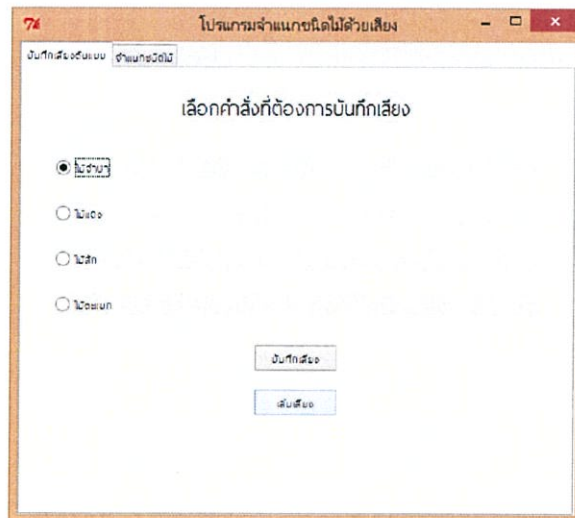 โปรแกรมจำแนกชนิดไม้ด้วยเสียง
บันทึกเสียงต้นแบบ จำแนกชนิดไม้
เลือกคำสั่งที่ต้องการบันทึกเสียง
ไม้จำปา
ไม้แดง
ไม้สัก
ไม้ตะแบก
บันทึกเสียง
เล่นเสียง